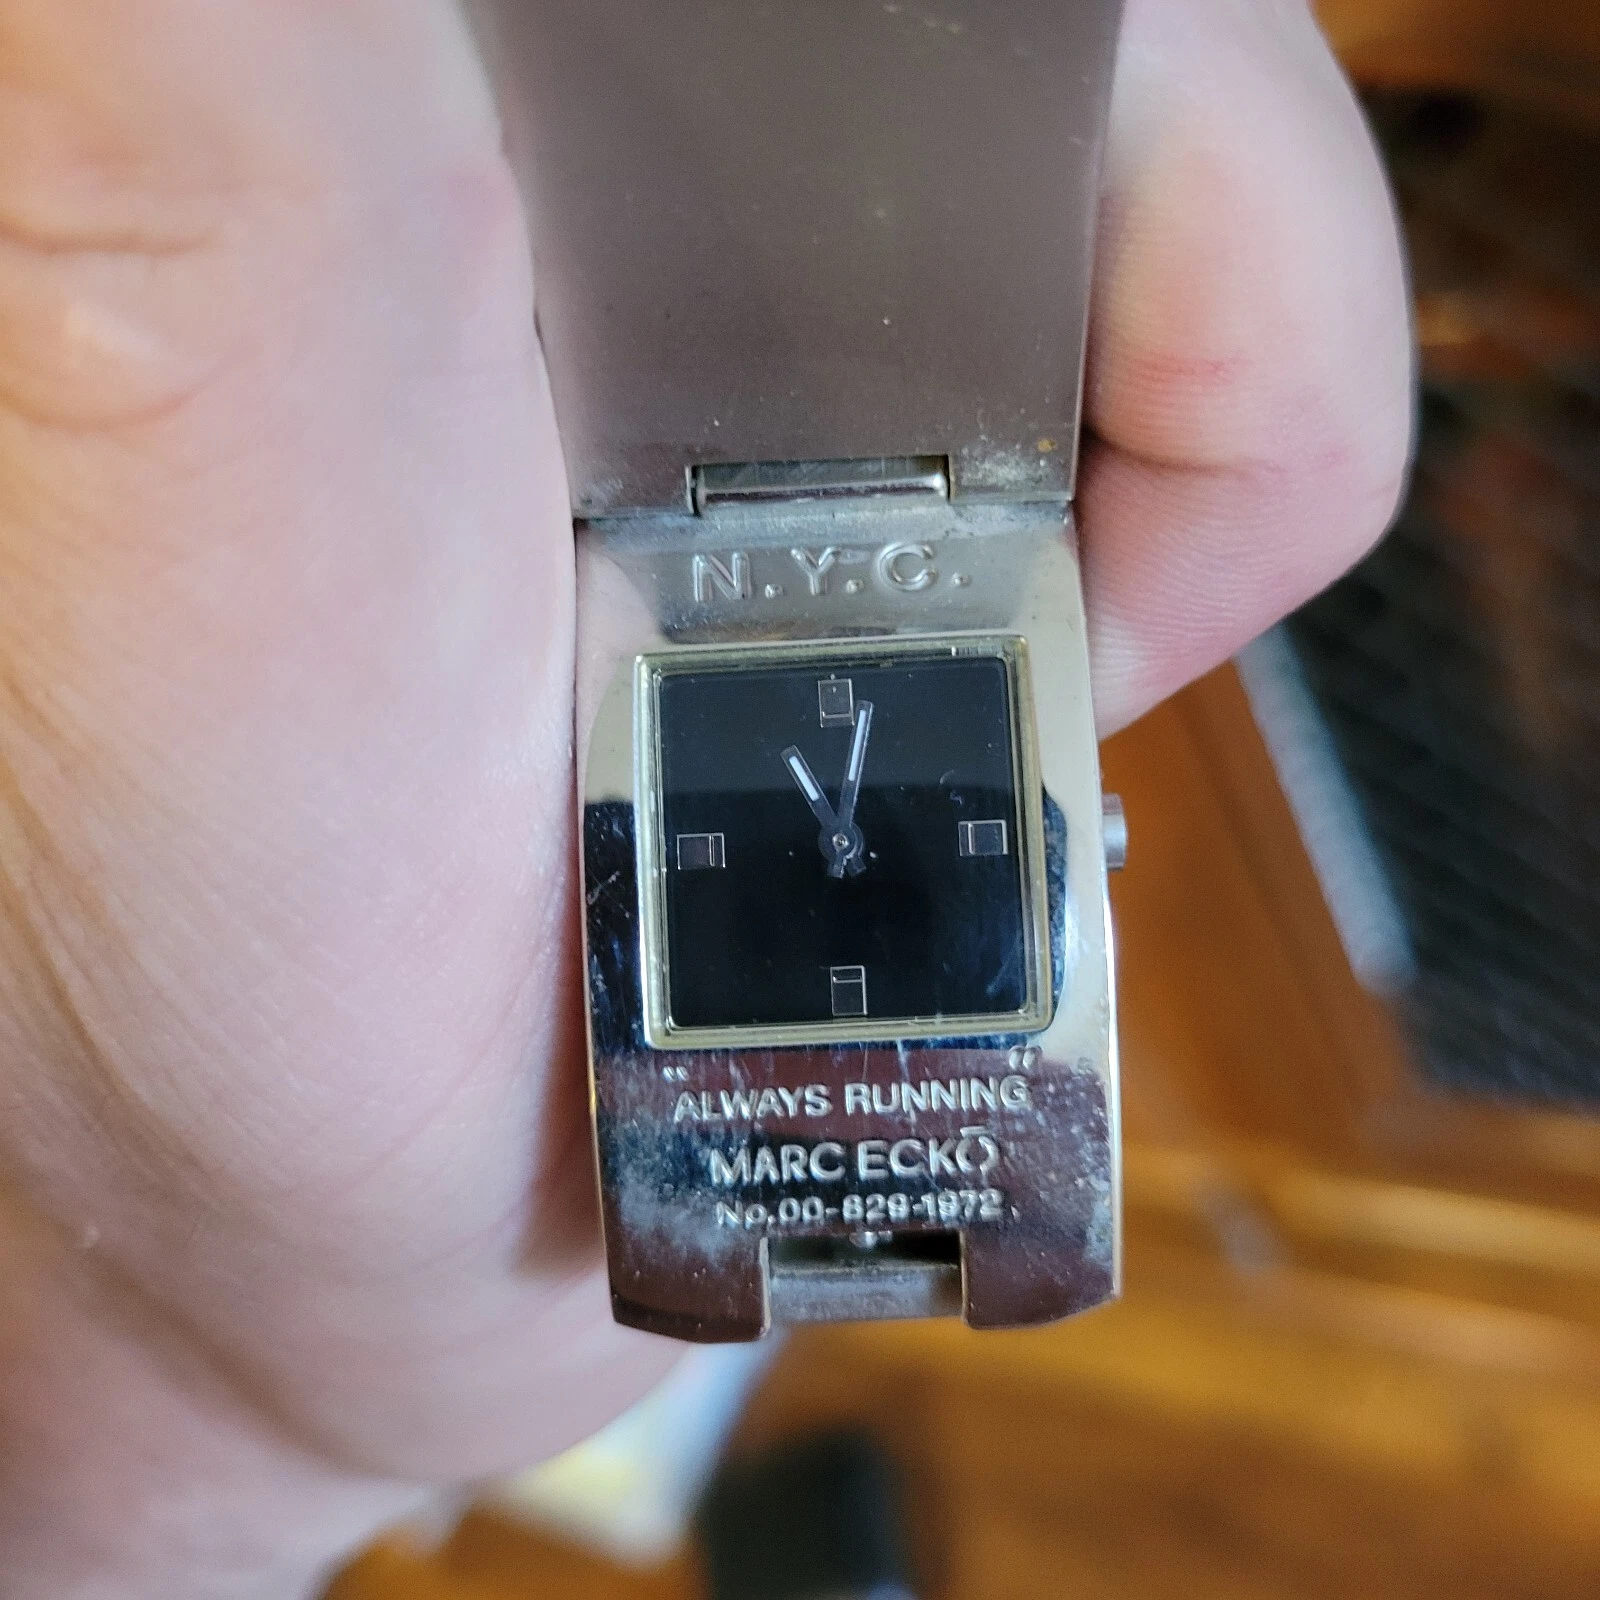 N.Y.C.
“ALWAYS RUNNING”
MARC ECKŌ
No.00-829-1972